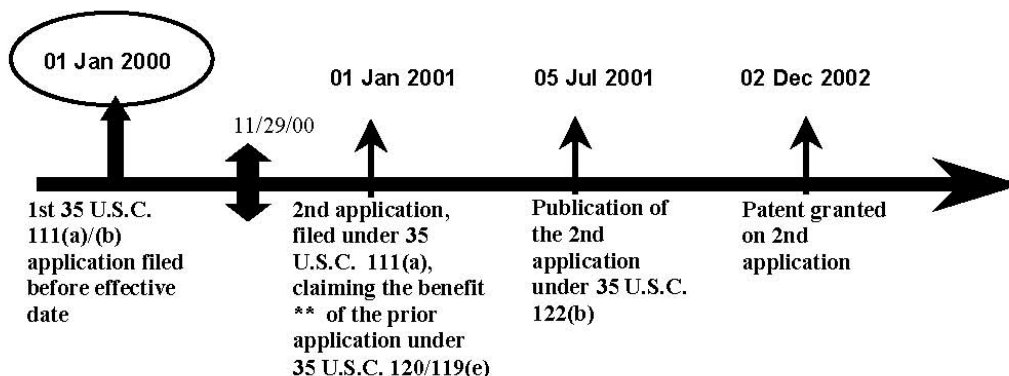 01 Jan 2000
01 Jan 2001
05 Jul 2001
02 Dec 2002
11/29/00
1st 35 U.S.C.
111(a)/(b)
application filed
before effective
date
2nd application,
filed under 35
U.S.C. 111(a),
claiming the benefit
** of the prior
application under
35 U.S.C. 120/119(e)
Publication of
the 2nd
application
under 35 U.S.C.
122(b)
Patent granted
on 2nd
application